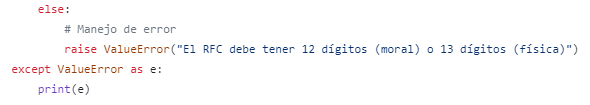 else:
# Manejo de error
raise ValueError("El RFC debe tener 12 dígitos (moral) o 13 dígitos (física)")
except ValueError as e:
print(e)